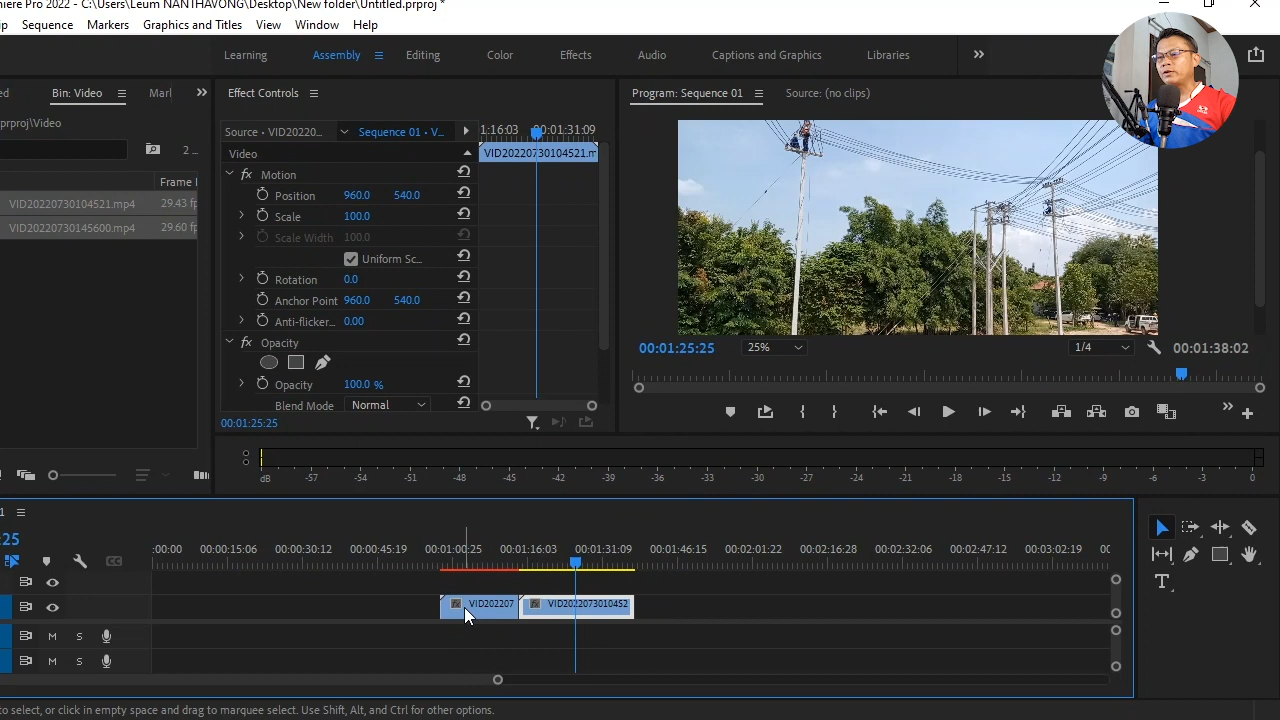 iere Pro 2022 - C:\Users\Leum NANTHAVONG\Desktop\New folder\Untitled.prproj *
Sequence Markers Graphics and Titles View Window Help
Learning Assembly Editing Color Effects Audio Captions and Graphics Libraries
Bin: Video
Effect Controls
Program: Sequence 01
Source: (no clips)
prproj\Video
2 ...
Frame
VID20220730104521.mp4 29.43 fp
VID20220730145600.mp4 29.60 fp
Source • VID20220... Sequence 01 • V...
1:16:03 00:01:31:09
Video
VID20220730104521.m
Motion
Position 960.0 540.0
Scale 100.0
Scale Width 100.0
Uniform Sc...
Rotation 0.0
Anchor Point 960.0 540.0
Anti-flicker... 0.00
Opacity
Opacity 100.0 %
Blend Mode Normal
00:01:25:25
00:01:25:25 25% 1/4 00:01:38:02
dB -57 -54 -51 -48 -45 -42 -39 -36 -33 -30 -27 -24 -21 -18 -15 -12 -9 -6 -3 0
1
:25
:00:00 00:00:15:06 00:00:30:12 00:00:45:19 00:01:00:25 00:01:16:03 00:01:31:09 00:01:46:15 00:02:01:22 00:02:16:28 00:02:32:06 00:02:47:12 00:03:02:19 00
fx VID202207 fx VID2022073010452
M S
M S
to select, or click in empty space and drag to marquee select. Use Shift, Alt, and Ctrl for other options.